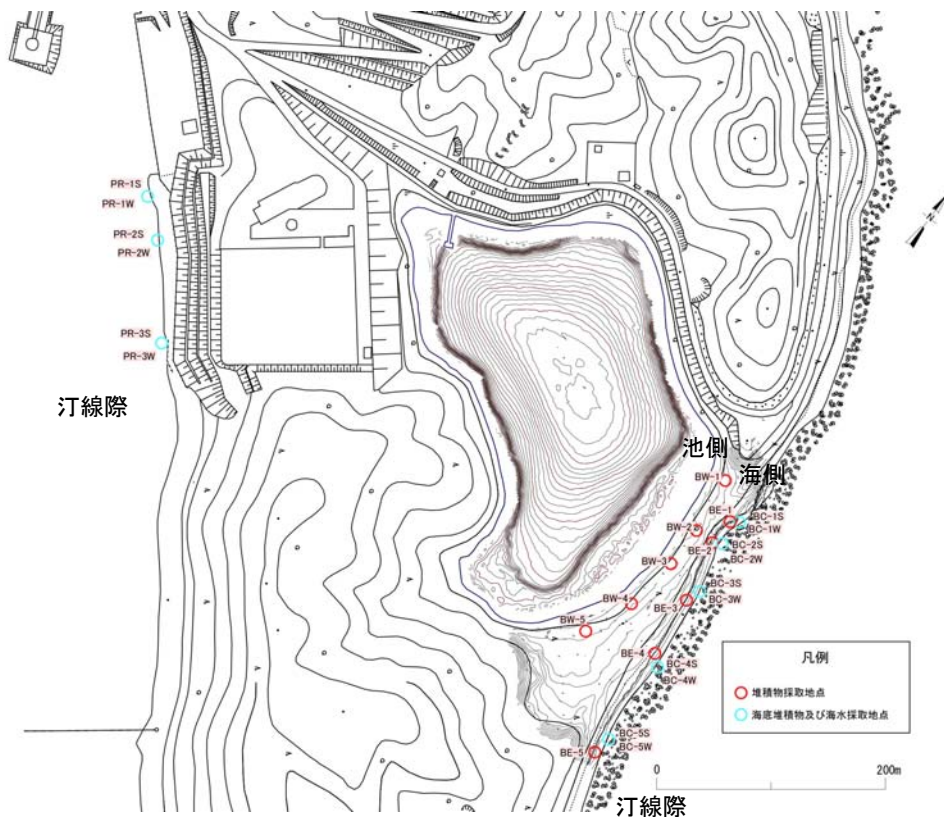 PR-1S
PR-1W
PR-2S
PR-2W
PR-3S
PR-3W
汀線際
N
池側
海側
BW-1
BE-1
BC-1S
BC-1W
BW-2
BE-2
BC-2S
BC-2W
BW-3
BC-3S
BC-3W
BW-4
BE-3
BW-5
BE-4
BC-4S
BC-4W
BC-5S
BC-5W
BE-5
凡例
堆積物採取地点
海底堆積物及び海水採取地点
0
200m
汀線際